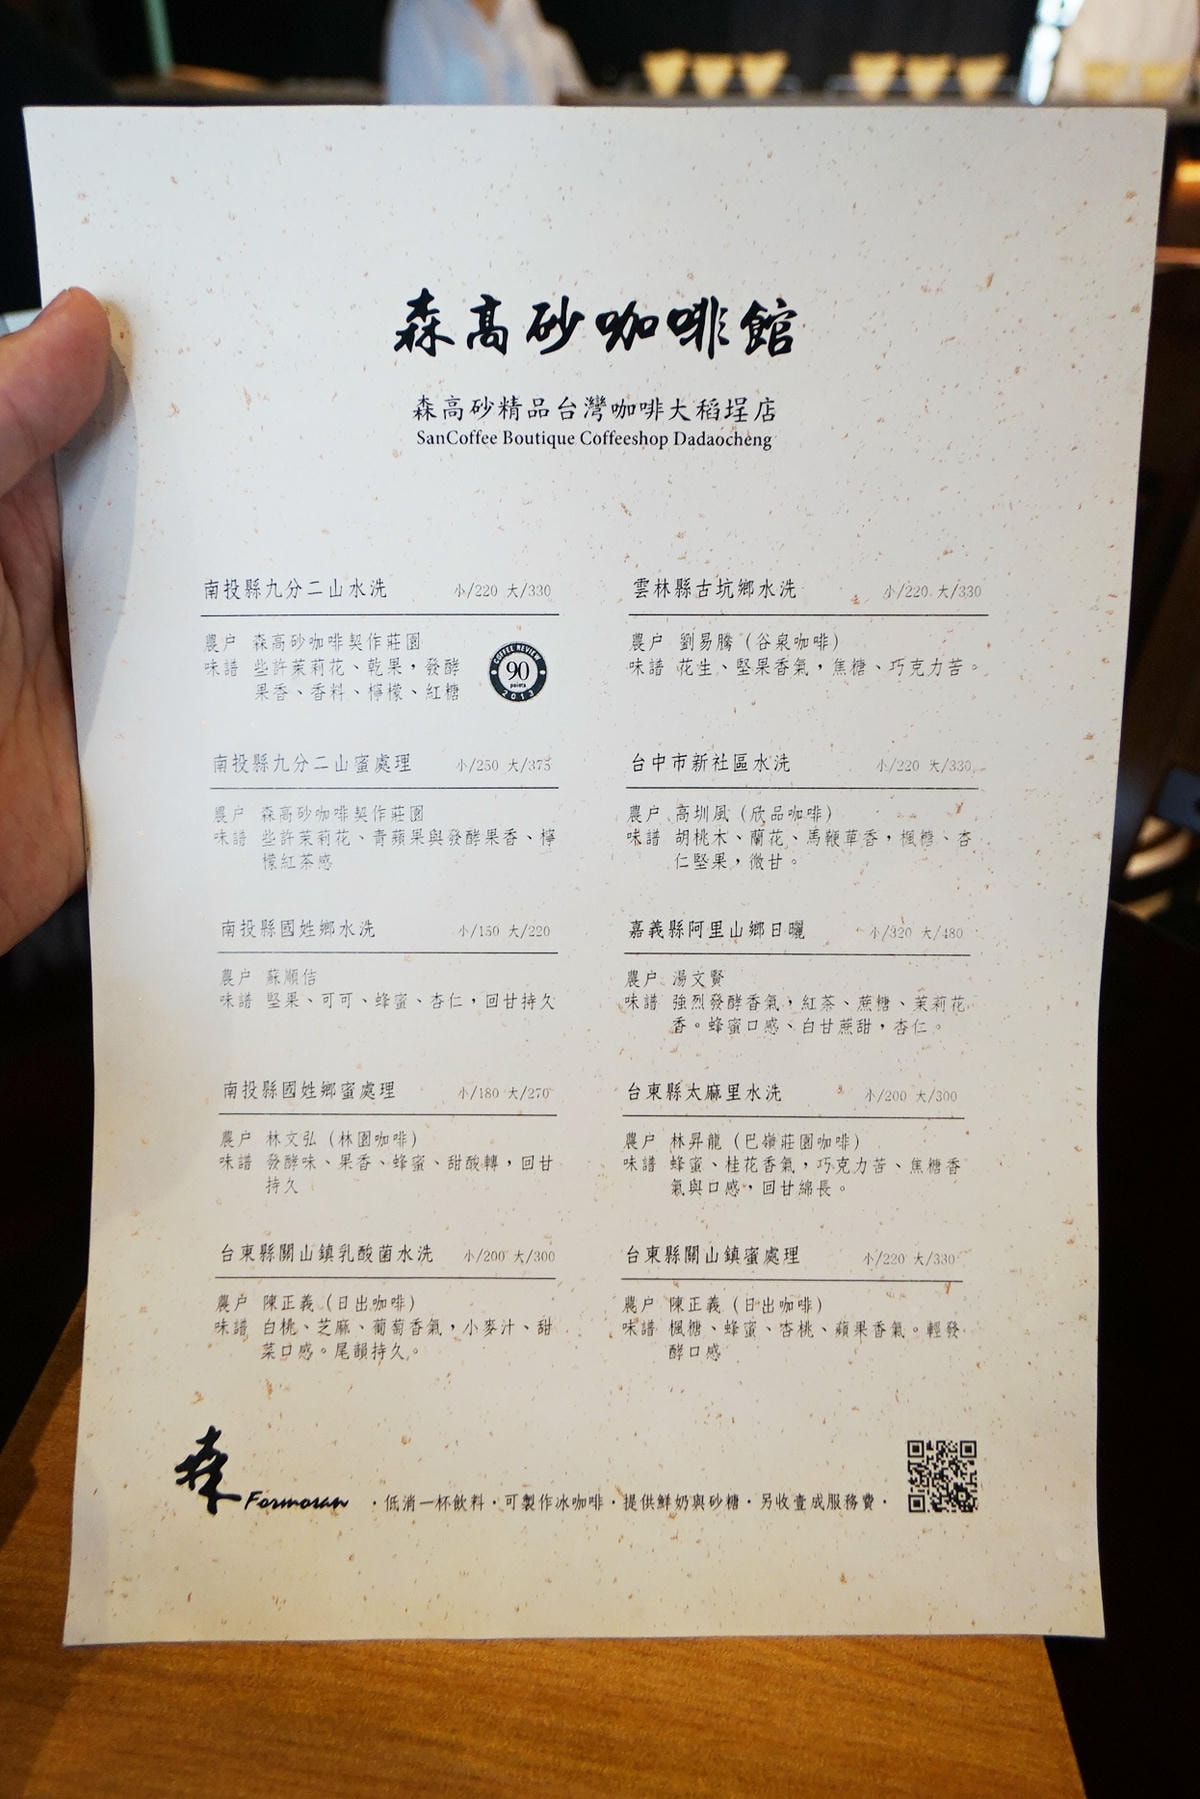 森高砂咖啡館
森高砂精品台灣咖啡大稻埕店
SanCoffee Boutique Coffeeshop Dadaocheng
南投縣九分二山水洗 小/220 大/330
農戶 森高砂咖啡契作莊園
味譜 些許茉莉花、乾果，發酵
果香、香料、檸檬、紅糖
COFFEE REVIEW
90
points
2013
南投縣九分二山蜜處理 小/250 大/375
農戶 森高砂咖啡契作莊園
味譜 些許茉莉花、青蘋果與發酵果香、檸
檬紅茶感
南投縣國姓鄉水洗 小/150 大/220
農戶 蘇順佶
味譜 堅果、可可、蜂蜜、杏仁，回甘持久
南投縣國姓鄉蜜處理 小/180 大/270
農戶 林文弘（林園咖啡）
味譜 發酵味、果香、蜂蜜、甜酸轉，回甘
持久
台東縣關山鎮乳酸菌水洗 小/200 大/300
農戶 陳正義（日出咖啡）
味譜 白桃、芝麻、葡萄香氣，小麥汁、甜
菜口感。尾韻持久。
雲林縣古坑鄉水洗 小/220 大/330
農戶 劉易騰（谷泉咖啡）
味譜 花生、堅果香氣，焦糖、巧克力苦。
台中市新社區水洗 小/220 大/330
農戶 高圳風（欣品咖啡）
味譜 胡桃木、蘭花、馬鞭草香，楓糖、杏
仁堅果，微甘。
嘉義縣阿里山鄉日曬 小/320 大/480
農戶 湯文賢
味譜 強烈發酵香氣，紅茶、蔗糖、茉莉花
香。蜂蜜口感、白甘蔗甜，杏仁。
台東縣太麻里水洗 小/200 大/300
農戶 林昇龍（巴嶺莊園咖啡）
味譜 蜂蜜、桂花香氣，巧克力苦、焦糖香
氣與口感，回甘綿長。
台東縣關山鎮蜜處理 小/220 大/330
農戶 陳正義（日出咖啡）
味譜 楓糖、蜂蜜、杏桃、蘋果香氣。輕發
酵口感
森 Formosan ・低消一杯飲料・可製作冰咖啡・提供鮮奶與砂糖・另收壹成服務費・